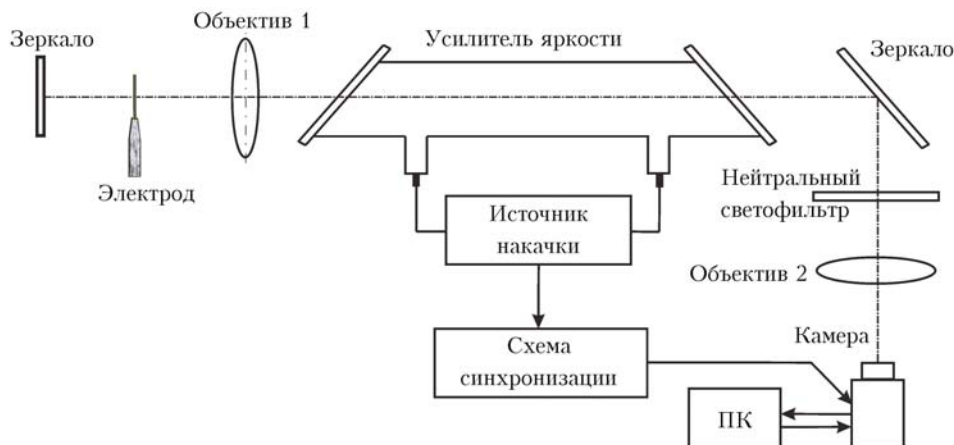 Объектив 1
Зеркало
Усилитель яркости
Зеркало
Электрод
Нейтральный
светофильтр
Источник
накачки
Объектив 2
Камера
Схема
синхронизации
ПК